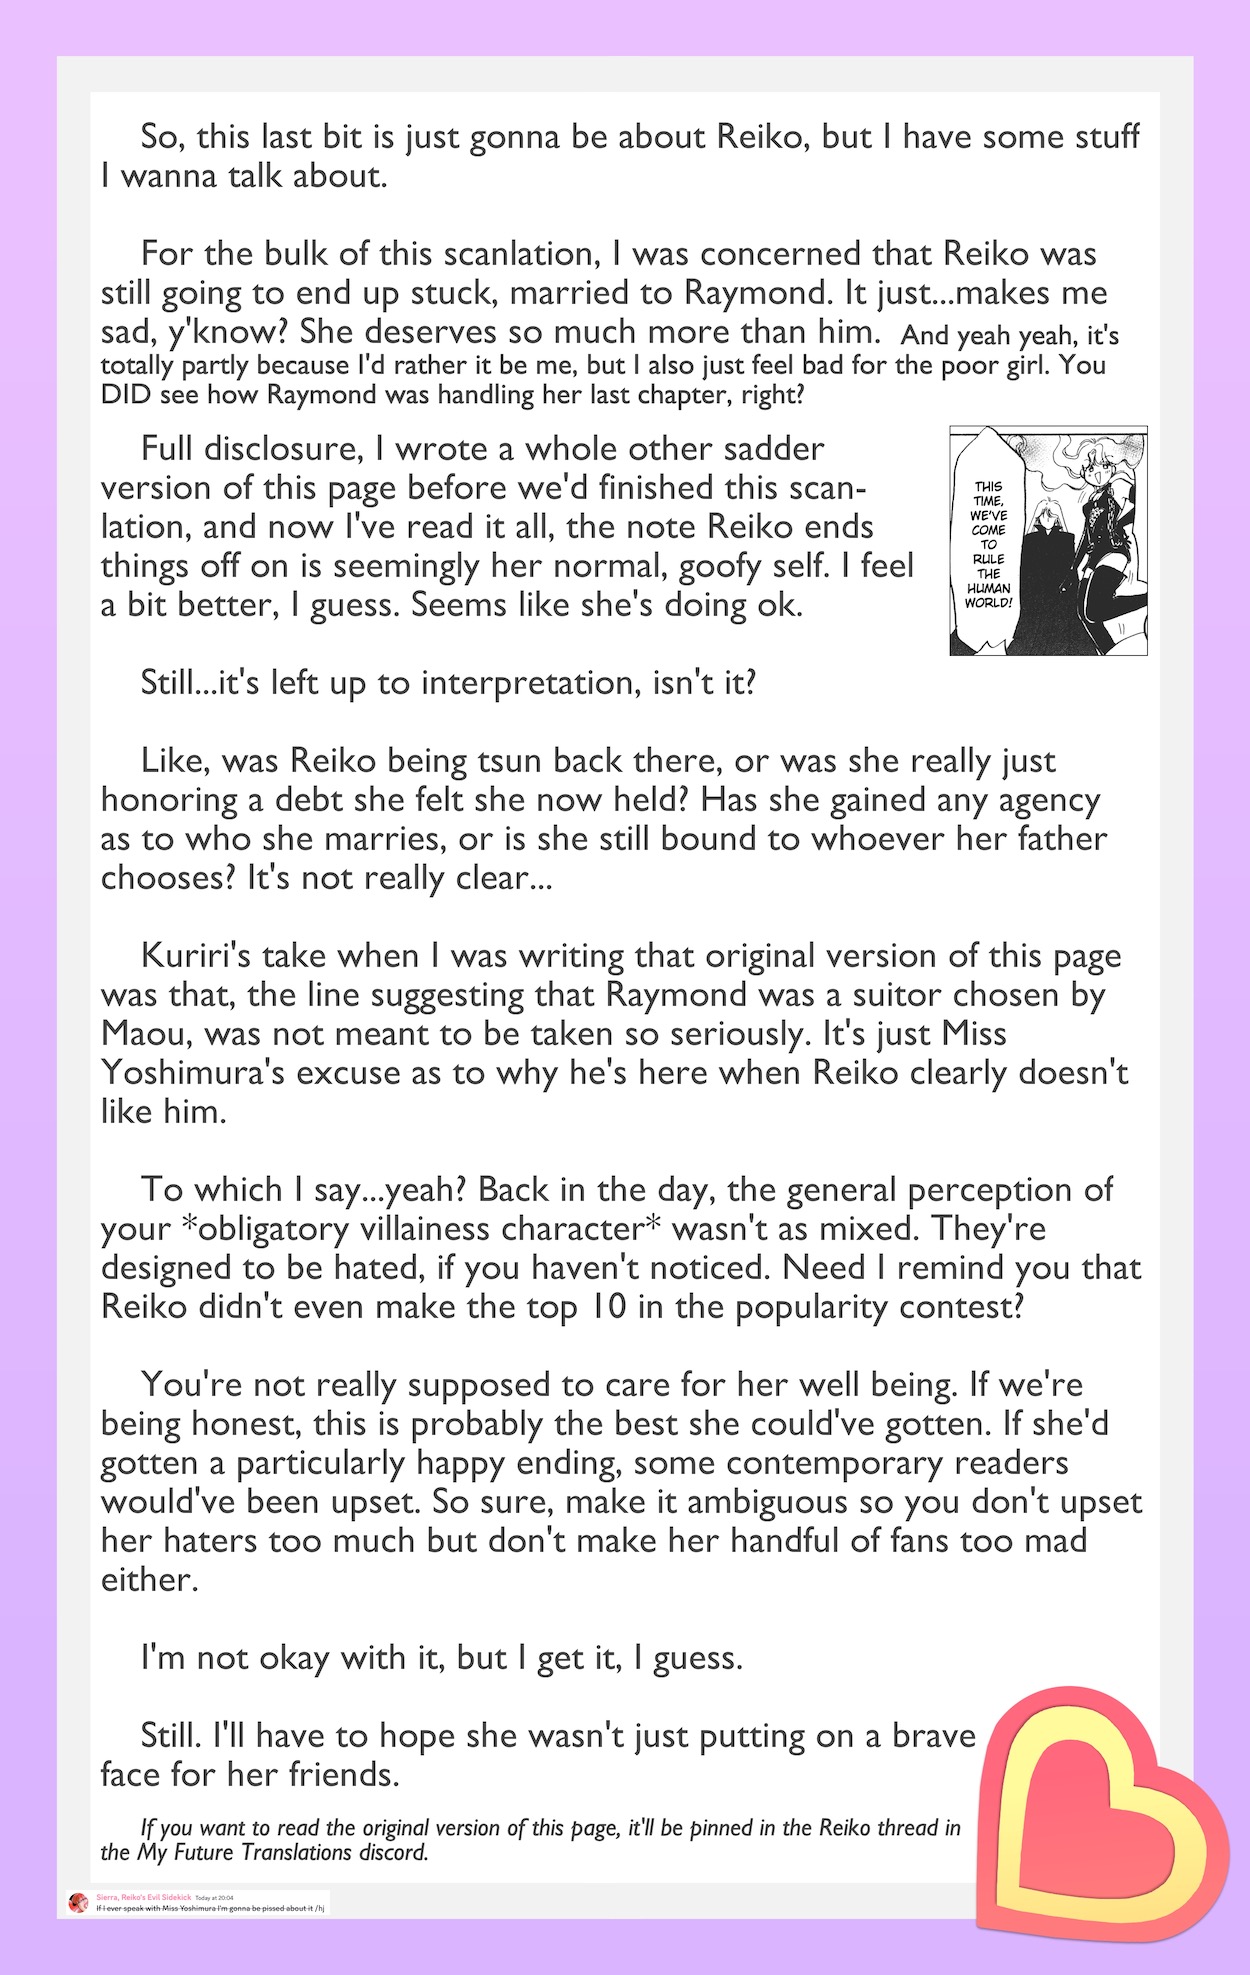 So, this last bit is just gonna be about Reiko, but I have some stuff
I wanna talk about.
For the bulk of this scanlation, I was concerned that Reiko was
still going to end up stuck, married to Raymond. It just...makes me
sad, y'know? She deserves so much more than him. And yeah yeah, it's
totally partly because I'd rather it be me, but I also just feel bad for the poor girl. You
DID see how Raymond was handling her last chapter, right?
Full disclosure, I wrote a whole other sadder
version of this page before we'd finished this scan-
lation, and now I've read it all, the note Reiko ends
things off on is seemingly her normal, goofy self. I feel
a bit better, I guess. Seems like she's doing ok.
THIS
TIME,
WE'VE
COME
TO
RULE
THE
HUMAN
WORLD!
Still...it's left up to interpretation, isn't it?
Like, was Reiko being tsun back there, or was she really just
honoring a debt she felt she now held? Has she gained any agency
as to who she marries, or is she still bound to whoever her father
chooses? It's not really clear...
Kuriri's take when I was writing that original version of this page
was that, the line suggesting that Raymond was a suitor chosen by
Maou, was not meant to be taken so seriously. It's just Miss
Yoshimura's excuse as to why he's here when Reiko clearly doesn't
like him.
To which I say...yeah? Back in the day, the general perception of
your *obligatory villainess character* wasn't as mixed. They're
designed to be hated, if you haven't noticed. Need I remind you that
Reiko didn't even make the top 10 in the popularity contest?
You're not really supposed to care for her well being. If we're
being honest, this is probably the best she could've gotten. If she'd
gotten a particularly happy ending, some contemporary readers
would've been upset. So sure, make it ambiguous so you don't upset
her haters too much but don't make her handful of fans too mad
either.
I'm not okay with it, but I get it, I guess.
Still. I'll have to hope she wasn't just putting on a brave
face for her friends.
If you want to read the original version of this page, it'll be pinned in the Reiko thread in
the My Future Translations discord.
Sierra, Reiko's Evil Sidekick Today at 20:04
If I ever speak with Miss Yoshimura I'm gonna be pissed about it /hj